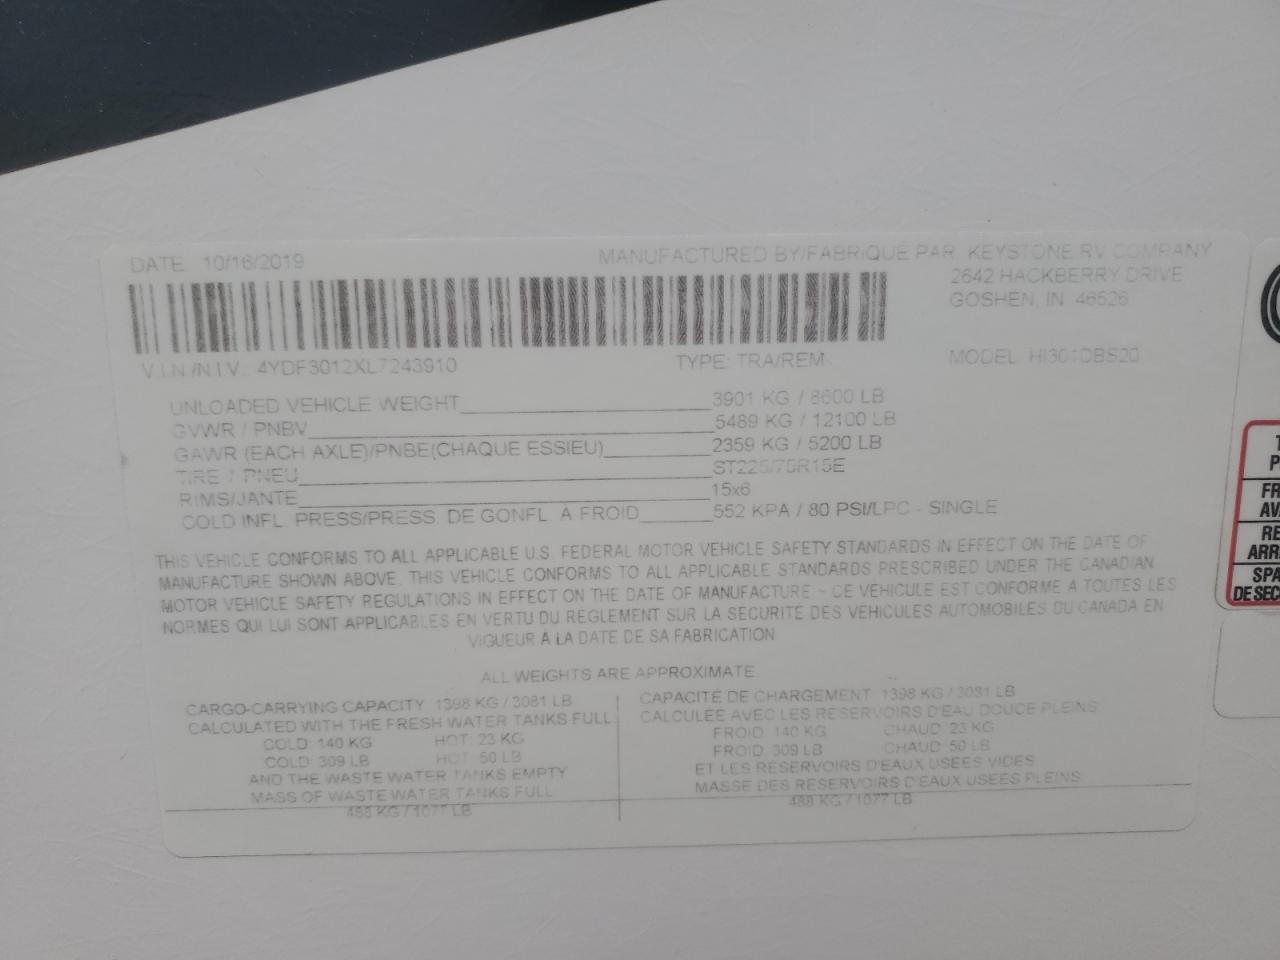 DATE 10/16/2019
MANUFACTURED BY/FABRIQUÉ PAR. KEYSTONE RV COMPANY
2642 HACKBERRY DRIVE
GOSHEN, IN 46526
V.I.N./N.I.V.: 4YDF3012XL7243910 TYPE: TRA/REM MODEL HI301DBS20
UNLOADED VEHICLE WEIGHT 3901 KG / 8600 LB
GVWR / PNBV 5489 KG / 12100 LB
GAWR (EACH AXLE)/PNBE(CHAQUE ESSIEU) 2359 KG / 5200 LB
TIRE / PNEU ST225/75R15E
RIMS/JANTE 15x6
COLD INFL. PRESS/PRESS. DE GONFL. À FROID 552 KPA / 80 PSI/LPC - SINGLE
THIS VEHICLE CONFORMS TO ALL APPLICABLE U.S. FEDERAL MOTOR VEHICLE SAFETY STANDARDS IN EFFECT ON THE DATE OF
MANUFACTURE SHOWN ABOVE. THIS VEHICLE CONFORMS TO ALL APPLICABLE STANDARDS PRESCRIBED UNDER THE CANADIAN
MOTOR VEHICLE SAFETY REGULATIONS IN EFFECT ON THE DATE OF MANUFACTURE - CE VEHICULE EST CONFORME A TOUTES LES
NORMES QUI LUI SONT APPLICABLES EN VERTU DU REGLEMENT SUR LA SECURITÉ DES VEHICULES AUTOMOBILES DU CANADA EN
VIGUEUR À LA DATE DE SA FABRICATION
ALL WEIGHTS ARE APPROXIMATE
CARGO-CARRYING CAPACITY 1398 KG / 3081 LB
CALCULATED WITH THE FRESH WATER TANKS FULL
COLD: 140 KG HOT: 23 KG
COLD: 309 LB HOT: 50 LB
AND THE WASTE WATER TANKS EMPTY
MASS OF WASTE WATER TANKS FULL
488 KG / 1077 LB
CAPACITÉ DE CHARGEMENT 1398 KG / 3081 LB
CALCULÉE AVEC LES RESERVOIRS D'EAU DOUCE PLEINS
FROID: 140 KG CHAUD: 23 KG
FROID: 309 LB CHAUD: 50 LB
ET LES RESERVOIRS D'EAUX USEES VIDES
MASSE DES RESERVOIRS D'EAUX USEES PLEINS
488 KG / 1077 LB